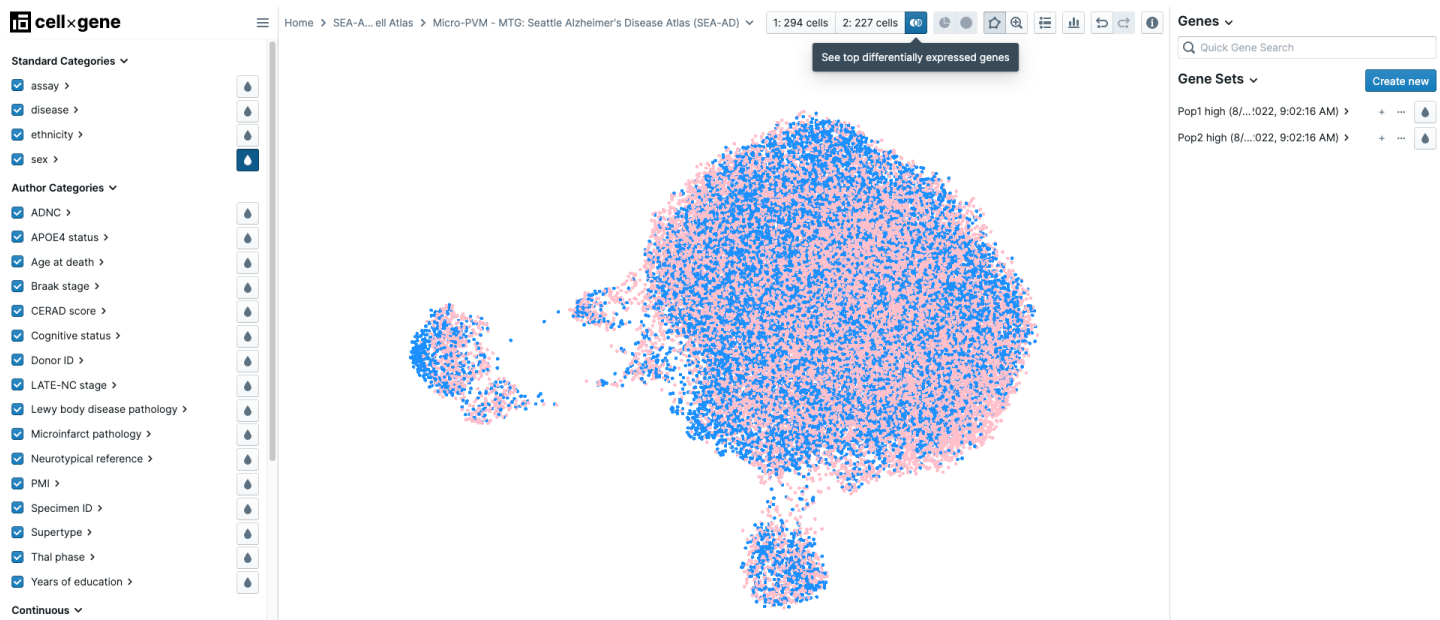 cell×gene
Home > SEA-A... ell Atlas > Micro-PVM - MTG: Seattle Alzheimer's Disease Atlas (SEA-AD)
1: 294 cells
2: 227 cells
See top differentially expressed genes
Standard Categories
assay
disease
ethnicity
sex
Author Categories
ADNC
APOE4 status
Age at death
Braak stage
CERAD score
Cognitive status
Donor ID
LATE-NC stage
Lewy body disease pathology
Microinfarct pathology
Neurotypical reference
PMI
Specimen ID
Supertype
Thal phase
Years of education
Continuous
Genes
Quick Gene Search
Gene Sets
Create new
Pop1 high (8/...:022, 9:02:16 AM)
Pop2 high (8/...:022, 9:02:16 AM)